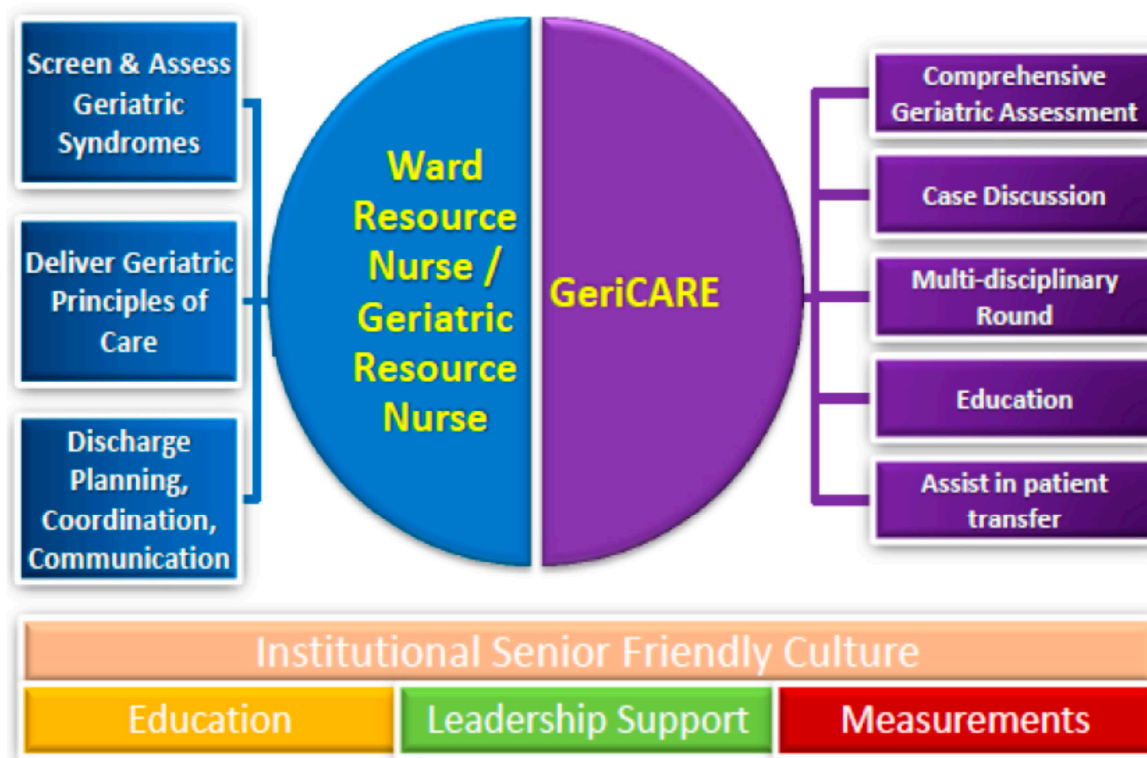 Screen & Assess
Geriatric
Syndromes
Deliver Geriatric
Principles of
Care
Discharge
Planning,
Coordination,
Communication
Ward
Resource
Nurse /
Geriatric
Resource
Nurse
GeriCARE
Comprehensive
Geriatric Assessment
Case Discussion
Multi-disciplinary
Round
Education
Assist in patient
transfer
Institutional Senior Friendly Culture
Education
Leadership Support
Measurements